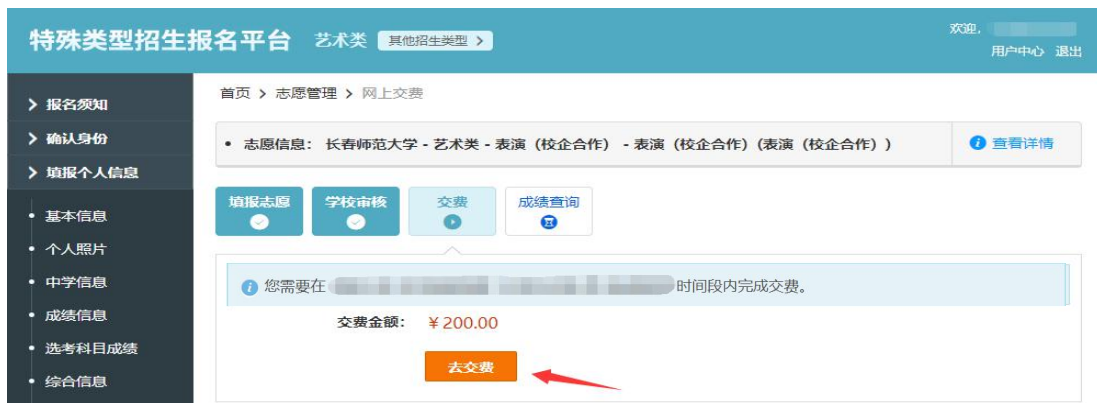 特殊类型招生报名平台 艺术类 其他招生类型 >
欢迎,
用户中心 退出
> 报名须知
> 确认身份
> 填报个人信息
• 基本信息
• 个人照片
• 中学信息
• 成绩信息
• 选考科目成绩
• 综合信息
首页 > 志愿管理 > 网上交费
• 志愿信息： 长春师范大学 - 艺术类 - 表演（校企合作） - 表演（校企合作）(表演（校企合作）)
查看详情
填报志愿 学校审核 交费 成绩查询
您需要在 时间段内完成交费。
交费金额： ￥200.00
去交费